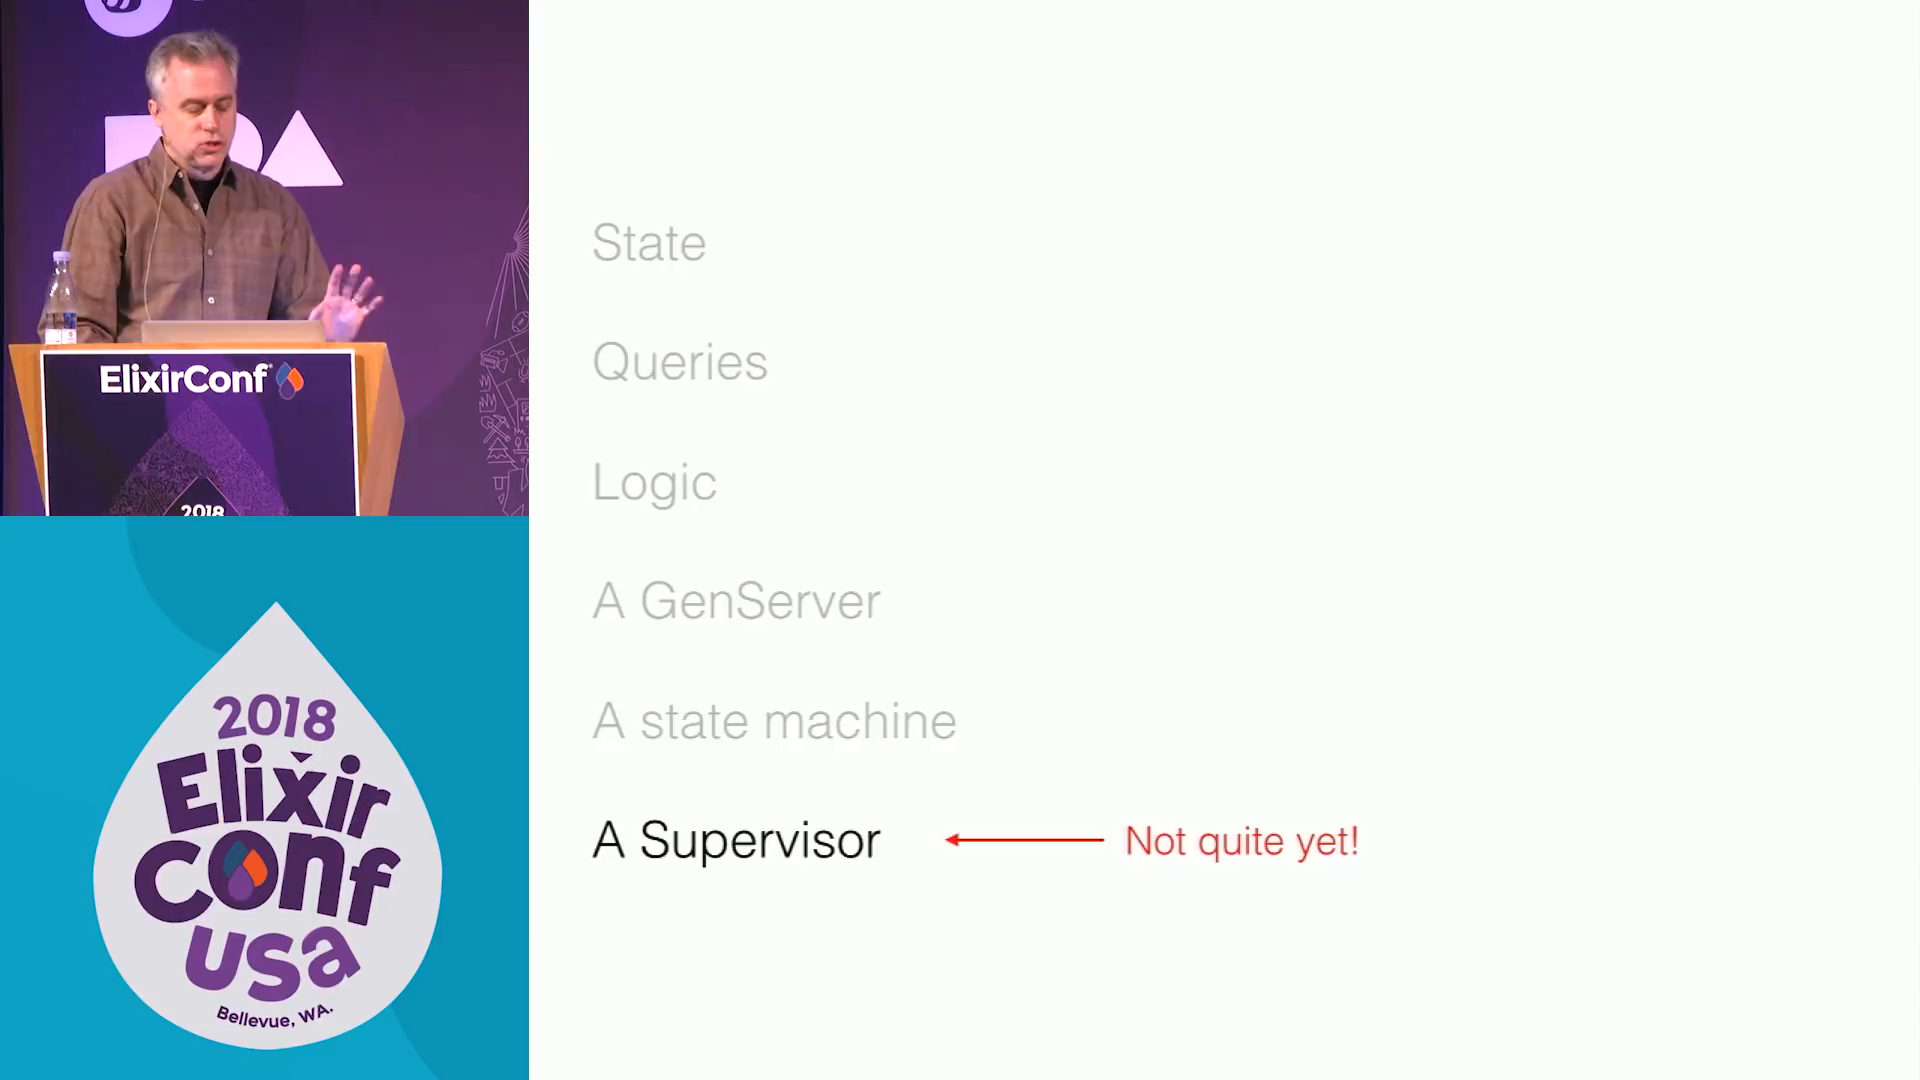 ElixirConf
2018
2018
Elixir
Conf
USA
Bellevue, WA.
State
Queries
Logic
A GenServer
A state machine
A Supervisor
Not quite yet!